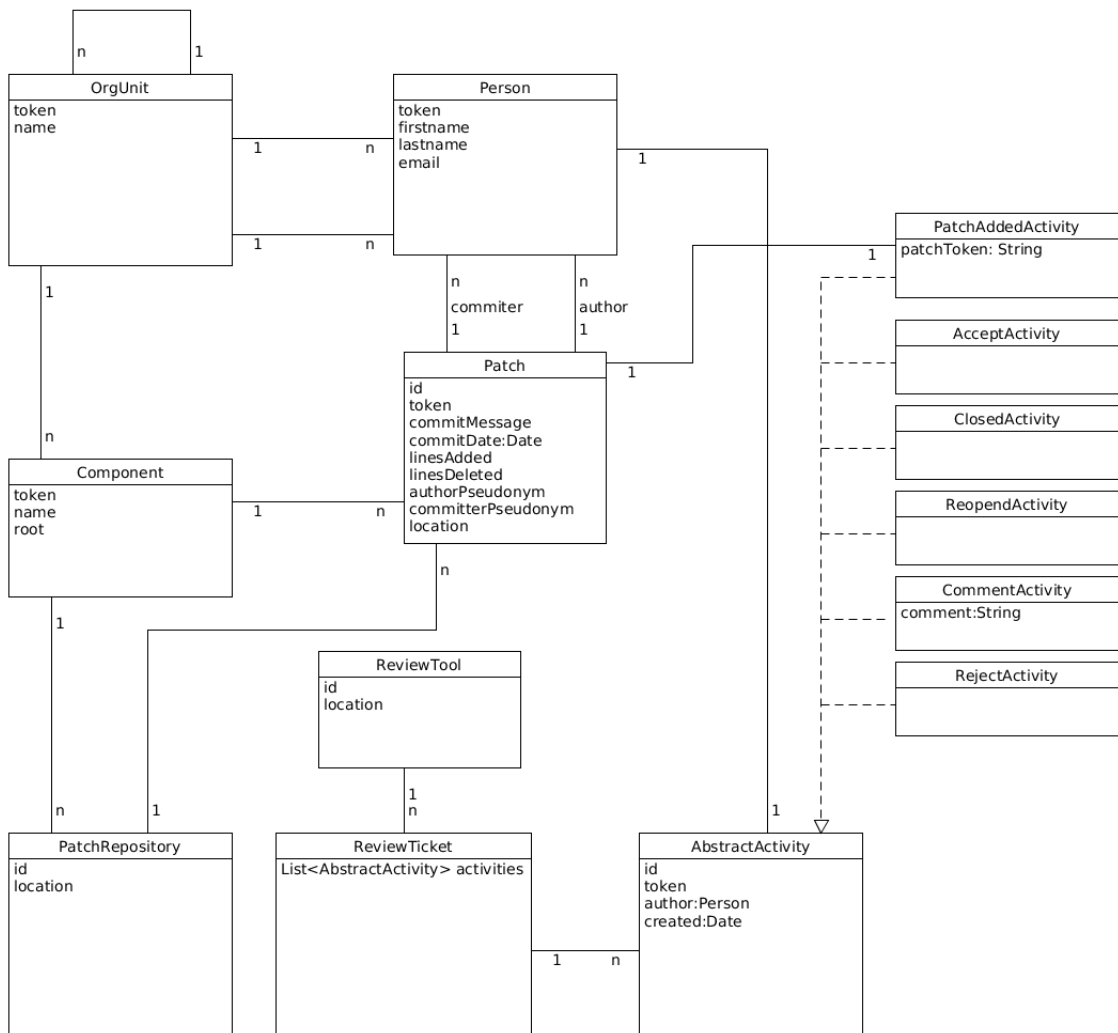 n
1
OrgUnit
token
name
Person
token
firstname
lastname
email
1
n
1
n
1
1
n
n
commiter
1
n
author
1
PatchAddedActivity
patchToken: String
1
AcceptActivity
ClosedActivity
ReopendActivity
CommentActivity
comment:String
RejectActivity
Patch
id
token
commitMessage
commitDate:Date
linesAdded
linesDeleted
authorPseudonym
committerPseudonym
location
1
Component
token
name
root
1
n
n
1
ReviewTool
id
location
1
n
n
1
1
PatchRepository
id
location
ReviewTicket
List<AbstractActivity> activities
AbstractActivity
id
token
author:Person
created:Date
1
n